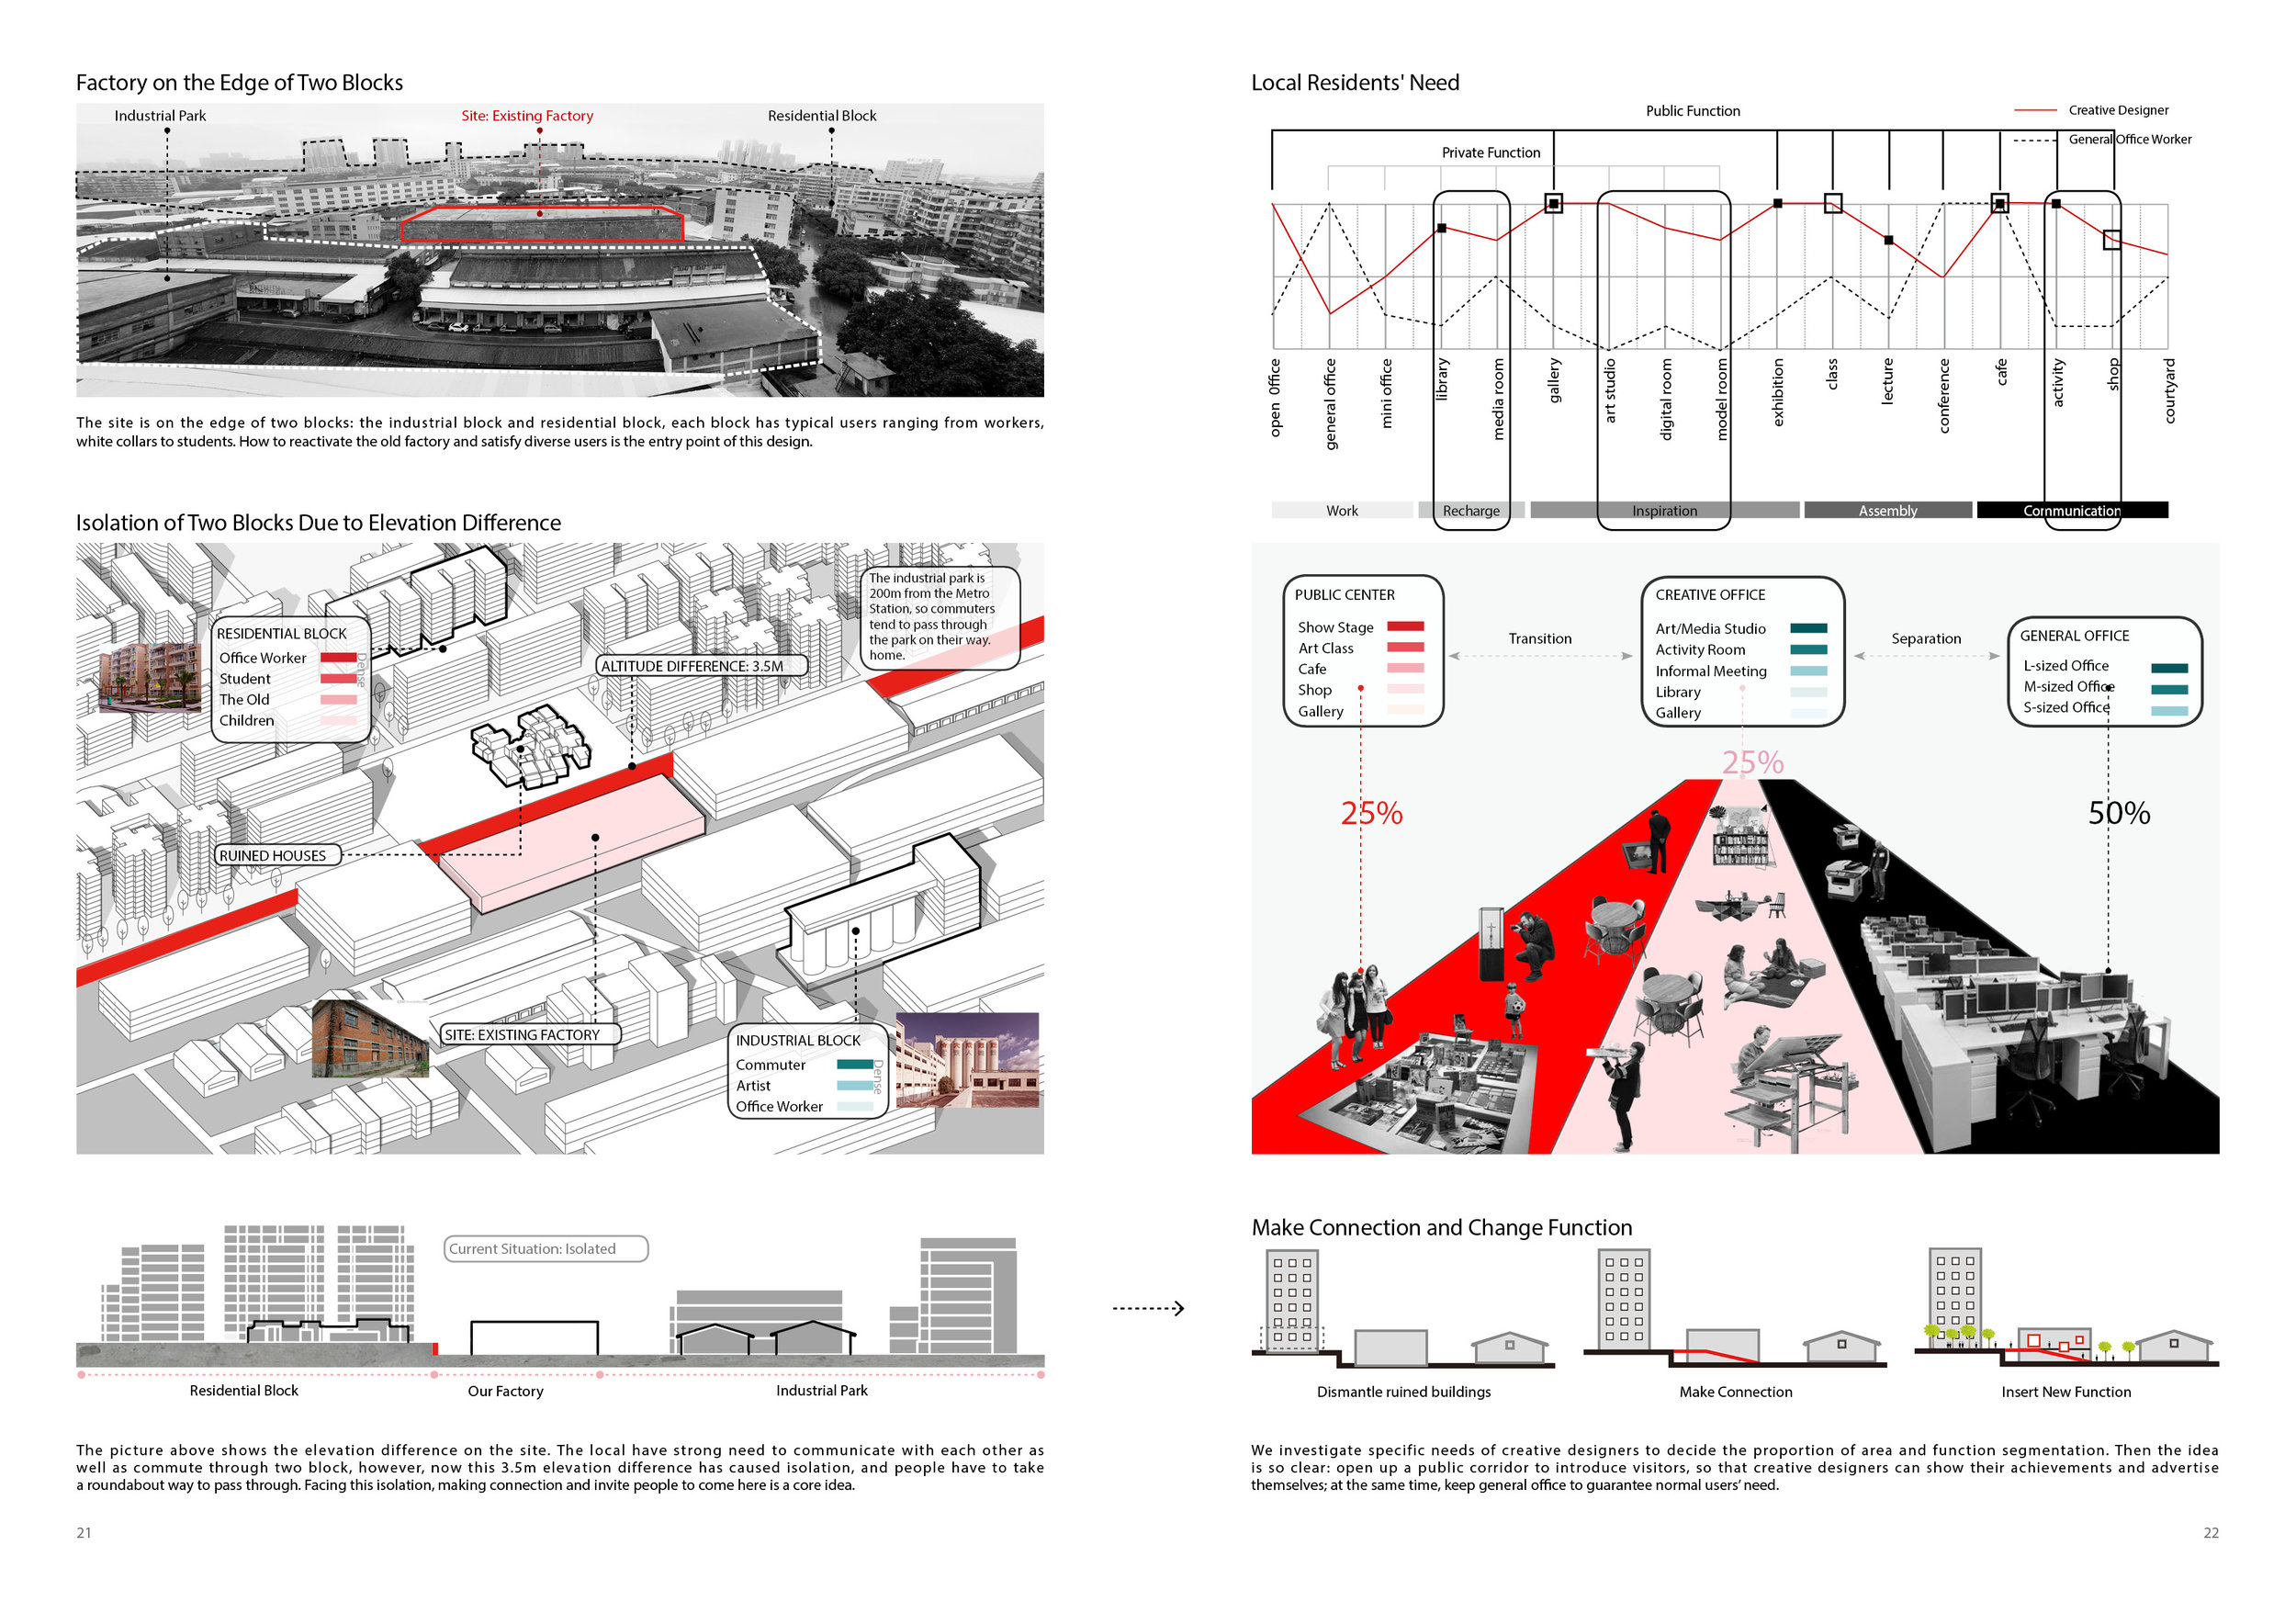 Factory on the Edge of Two Blocks
Industrial Park
Site: Existing Factory
Residential Block
The site is on the edge of two blocks: the industrial block and residential block, each block has typical users ranging from workers,
white collars to students. How to reactivate the old factory and satisfy diverse users is the entry point of this design.
Isolation of Two Blocks Due to Elevation Difference
The industrial park is
200m from the Metro
Station, so commuters
tend to pass through
the park on their way.
home.
RESIDENTIAL BLOCK
Office Worker
Student
The Old
Children
Dense
ALTITUDE DIFFERENCE: 3.5M
RUINED HOUSES
SITE: EXISTING FACTORY
INDUSTRIAL BLOCK
Commuter
Artist
Office Worker
Dense
Current Situation: Isolated
Residential Block
Our Factory
Industrial Park
The picture above shows the elevation difference on the site. The local have strong need to communicate with each other as
well as commute through two block, however, now this 3.5m elevation difference has caused isolation, and people have to take
a roundabout way to pass through. Facing this isolation, making connection and invite people to come here is a core idea.
21
Local Residents' Need
Public Function
Creative Designer
General Office Worker
Private Function
open 0ffice
general office
mini office
library
media room
gallery
art studio
digital room
model room
exhibition
class
lecture
conference
cafe
activity
shop
courtyard
Work
Recharge
Inspiration
Assembly
Communication
PUBLIC CENTER
Show Stage
Art Class
Cafe
Shop
Gallery
Transition
CREATIVE OFFICE
Art/Media Studio
Activity Room
Informal Meeting
Library
Gallery
Separation
GENERAL OFFICE
L-sized Office
M-sized Office
S-sized Office
25%
25%
50%
Make Connection and Change Function
Dismantle ruined buildings
Make Connection
Insert New Function
We investigate specific needs of creative designers to decide the proportion of area and function segmentation. Then the idea
is so clear: open up a public corridor to introduce visitors, so that creative designers can show their achievements and advertise
themselves; at the same time, keep general office to guarantee normal users’ need.
22